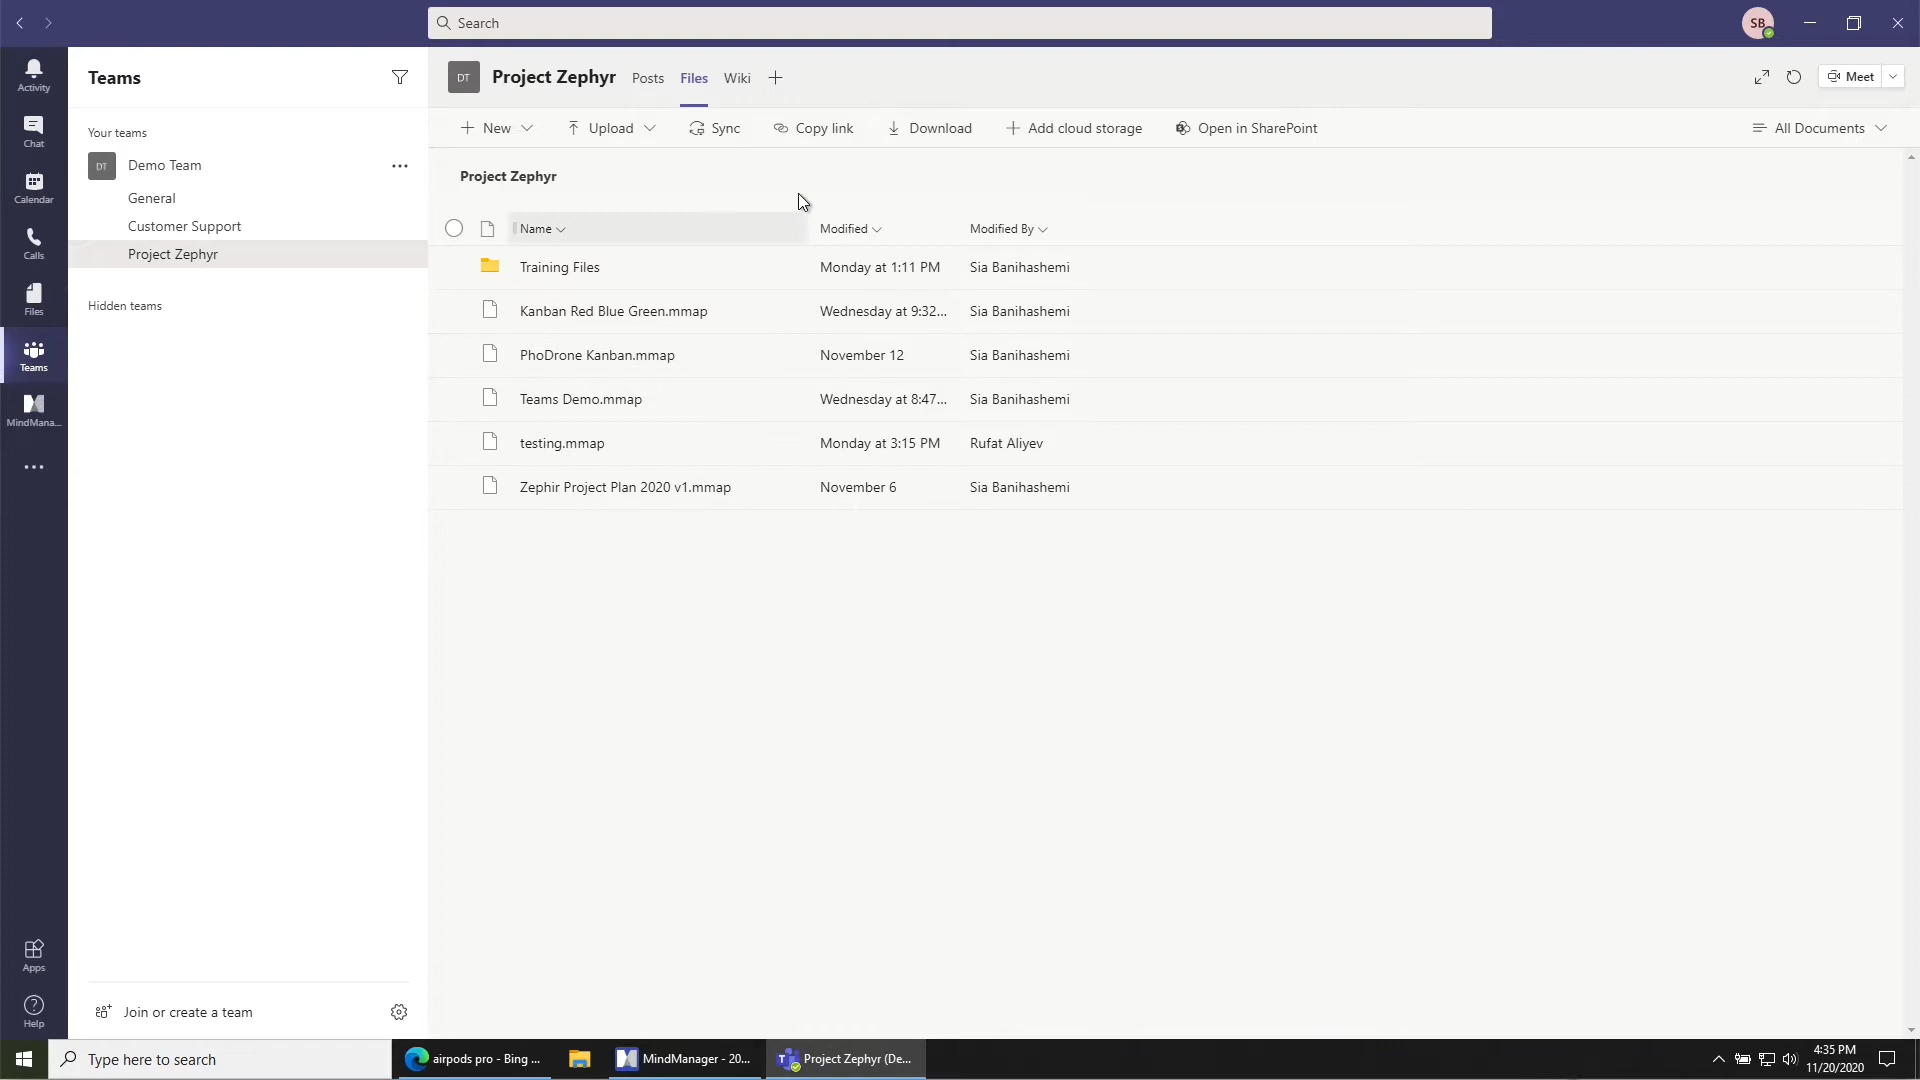 Search
SB
Activity
Chat
Calendar
Calls
Files
Teams
MindMana...
Apps
Help
Teams
Your teams
DT Demo Team
General
Customer Support
Project Zephyr
Hidden teams
Join or create a team
DT Project Zephyr Posts Files Wiki
Meet
New Upload Sync Copy link Download Add cloud storage Open in SharePoint All Documents
Project Zephyr
Name Modified Modified By
Training Files Monday at 1:11 PM Sia Banihashemi
Kanban Red Blue Green.mmap Wednesday at 9:32... Sia Banihashemi
PhoDrone Kanban.mmap November 12 Sia Banihashemi
Teams Demo.mmap Wednesday at 8:47... Sia Banihashemi
testing.mmap Monday at 3:15 PM Rufat Aliyev
Zephir Project Plan 2020 v1.mmap November 6 Sia Banihashemi
Type here to search
airpods pro - Bing ...
MindManager - 20...
Project Zephyr (De...
4:35 PM
11/20/2020